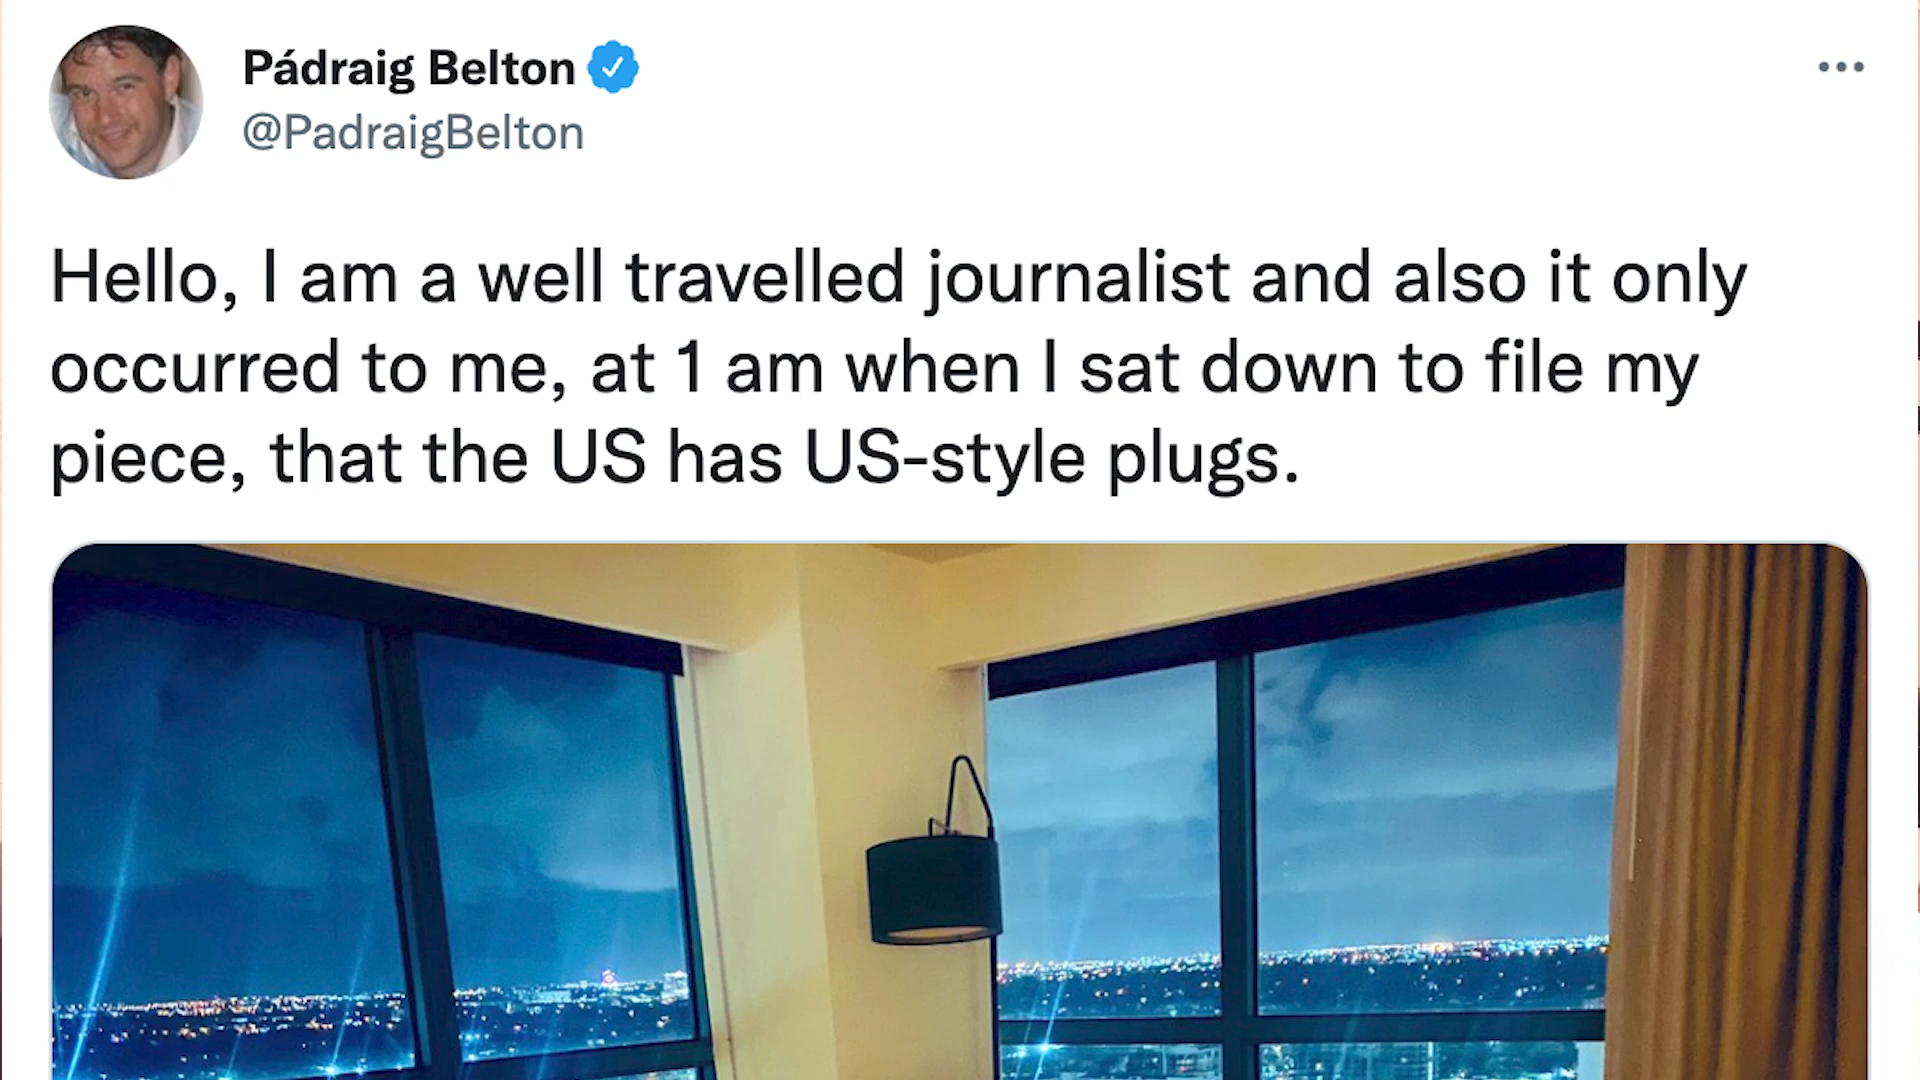 Pádraig Belton
@PadraigBelton
Hello, I am a well travelled journalist and also it only
occurred to me, at 1 am when I sat down to file my
piece, that the US has US-style plugs.